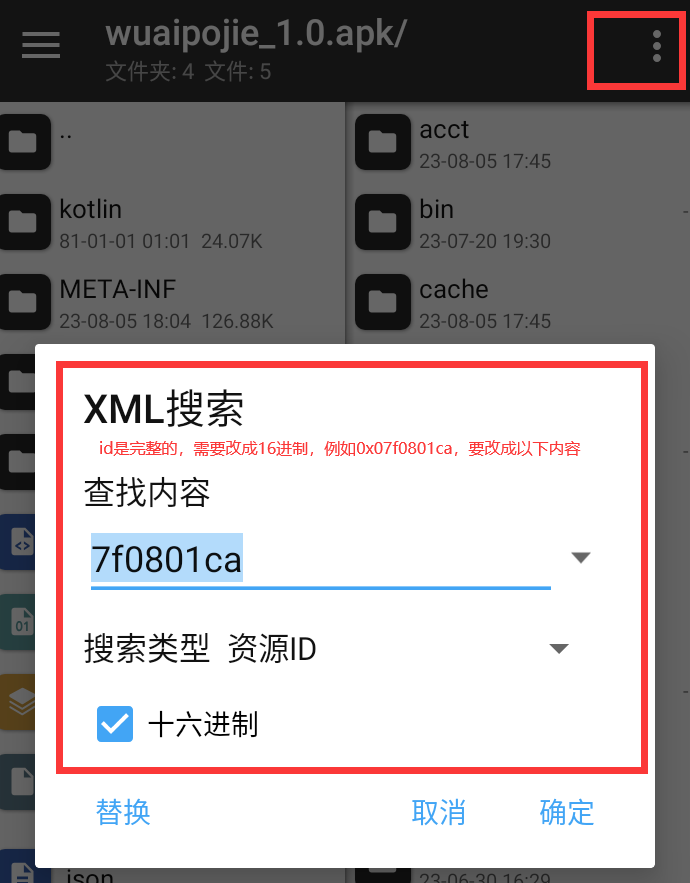 wuaipojie_1.0.apk/
文件夹: 4 文件: 5
..
kotlin
81-01-01 01:01 24.07K
META-INF
23-08-05 18:04 126.88K
acct
23-08-05 17:45
bin
23-07-20 19:30
cache
23-08-05 17:45
XML搜索
id是完整的，需要改成16进制，例如0x07f0801ca，要改成以下内容
查找内容
7f0801ca
搜索类型 资源ID
十六进制
替换 取消 确定
01
json
23-06-30 16:29